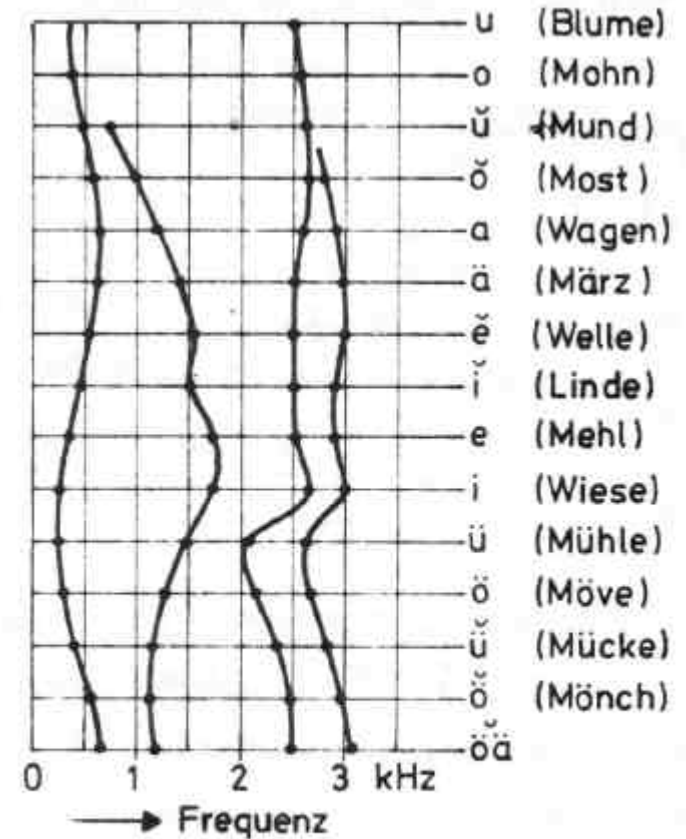 u (Blume)
o (Mohn)
ŭ (Mund)
ŏ (Most)
a (Wagen)
ä (März)
ĕ (Welle)
ĭ (Linde)
e (Mehl)
i (Wiese)
ü (Mühle)
ö (Möve)
ü̆ (Mücke)
ö̆ (Mönch)
ö̆ä
0 1 2 3 kHz
→ Frequenz